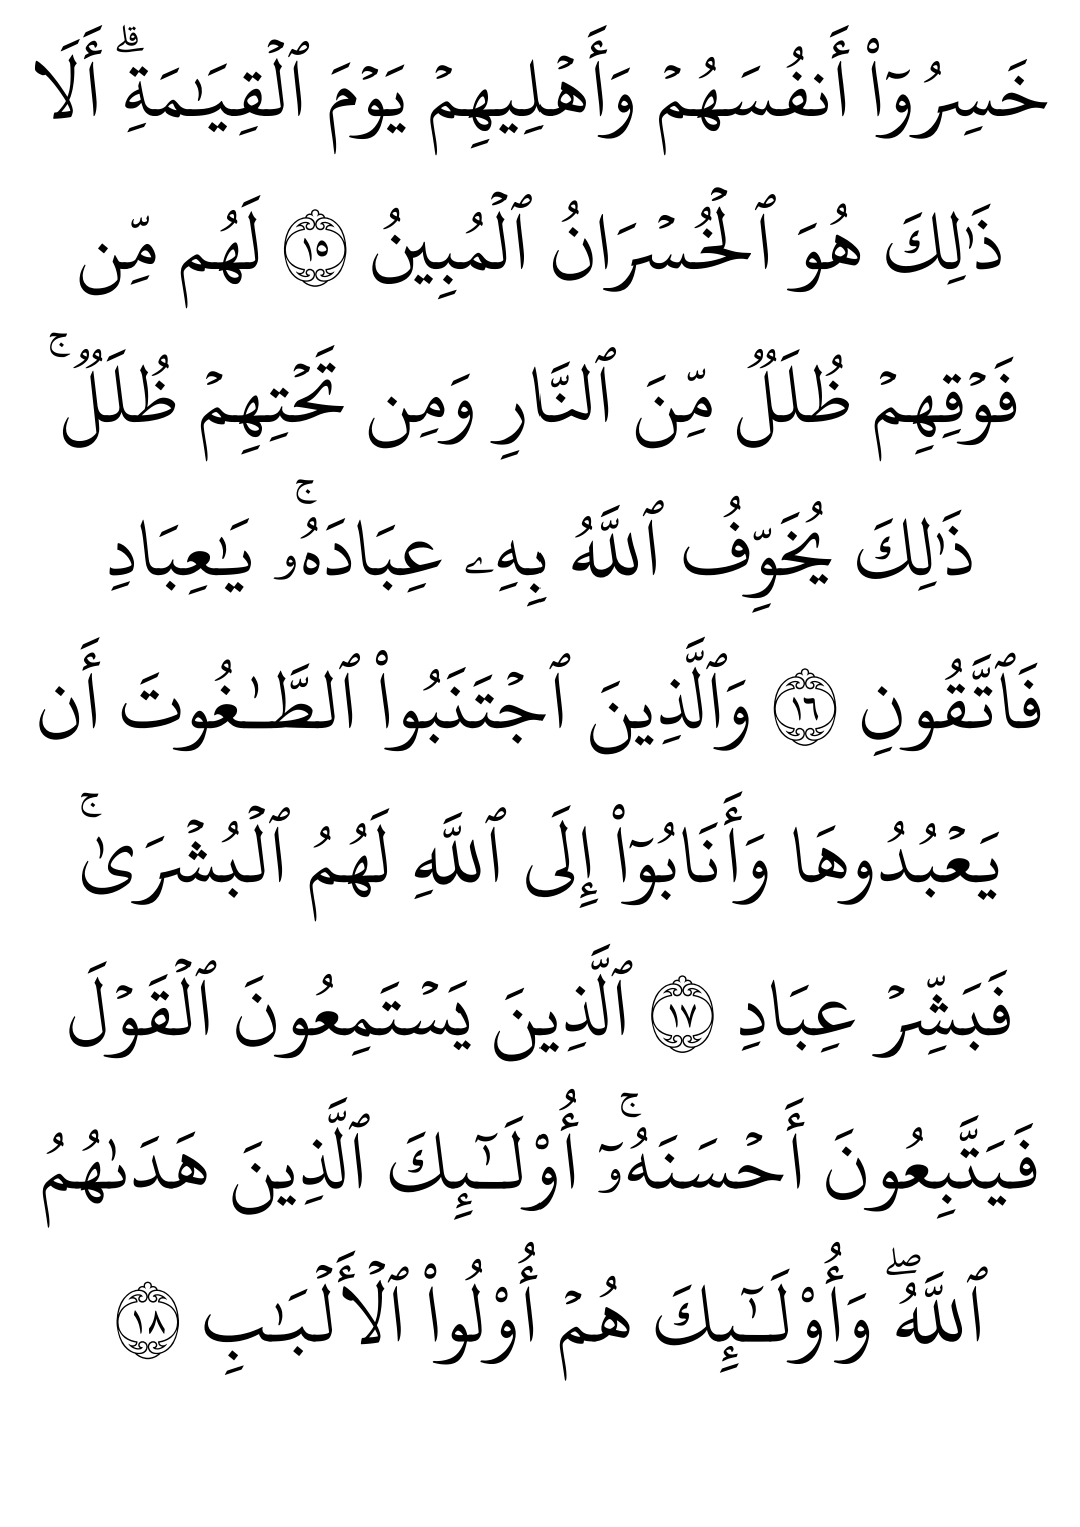 خَسِرُوٓاْ أَنفُسَهُمۡ وَأَهۡلِيهِمۡ يَوۡمَ ٱلۡقِيَٰمَةِۗ أَلَا
ذَٰلِكَ هُوَ ٱلۡخُسۡرَانُ ٱلۡمُبِينُ ١٥ لَهُم مِّن
فَوۡقِهِمۡ ظُلَلٞ مِّنَ ٱلنَّارِ وَمِن تَحۡتِهِمۡ ظُلَلٞۚ
ذَٰلِكَ يُخَوِّفُ ٱللَّهُ بِهِۦ عِبَادَهُۥۚ يَٰعِبَادِ
فَٱتَّقُونِ ١٦ وَٱلَّذِينَ ٱجۡتَنَبُواْ ٱلطَّٰغُوتَ أَن
يَعۡبُدُوهَا وَأَنَابُوٓاْ إِلَى ٱللَّهِ لَهُمُ ٱلۡبُشۡرَىٰۚ
فَبَشِّرۡ عِبَادِ ١٧ ٱلَّذِينَ يَسۡتَمِعُونَ ٱلۡقَوۡلَ
فَيَتَّبِعُونَ أَحۡسَنَهُۥٓۚ أُوْلَٰٓئِكَ ٱلَّذِينَ هَدَىٰهُمُ
ٱللَّهُۖ وَأُوْلَٰٓئِكَ هُمۡ أُوْلُواْ ٱلۡأَلۡبَٰبِ ١٨